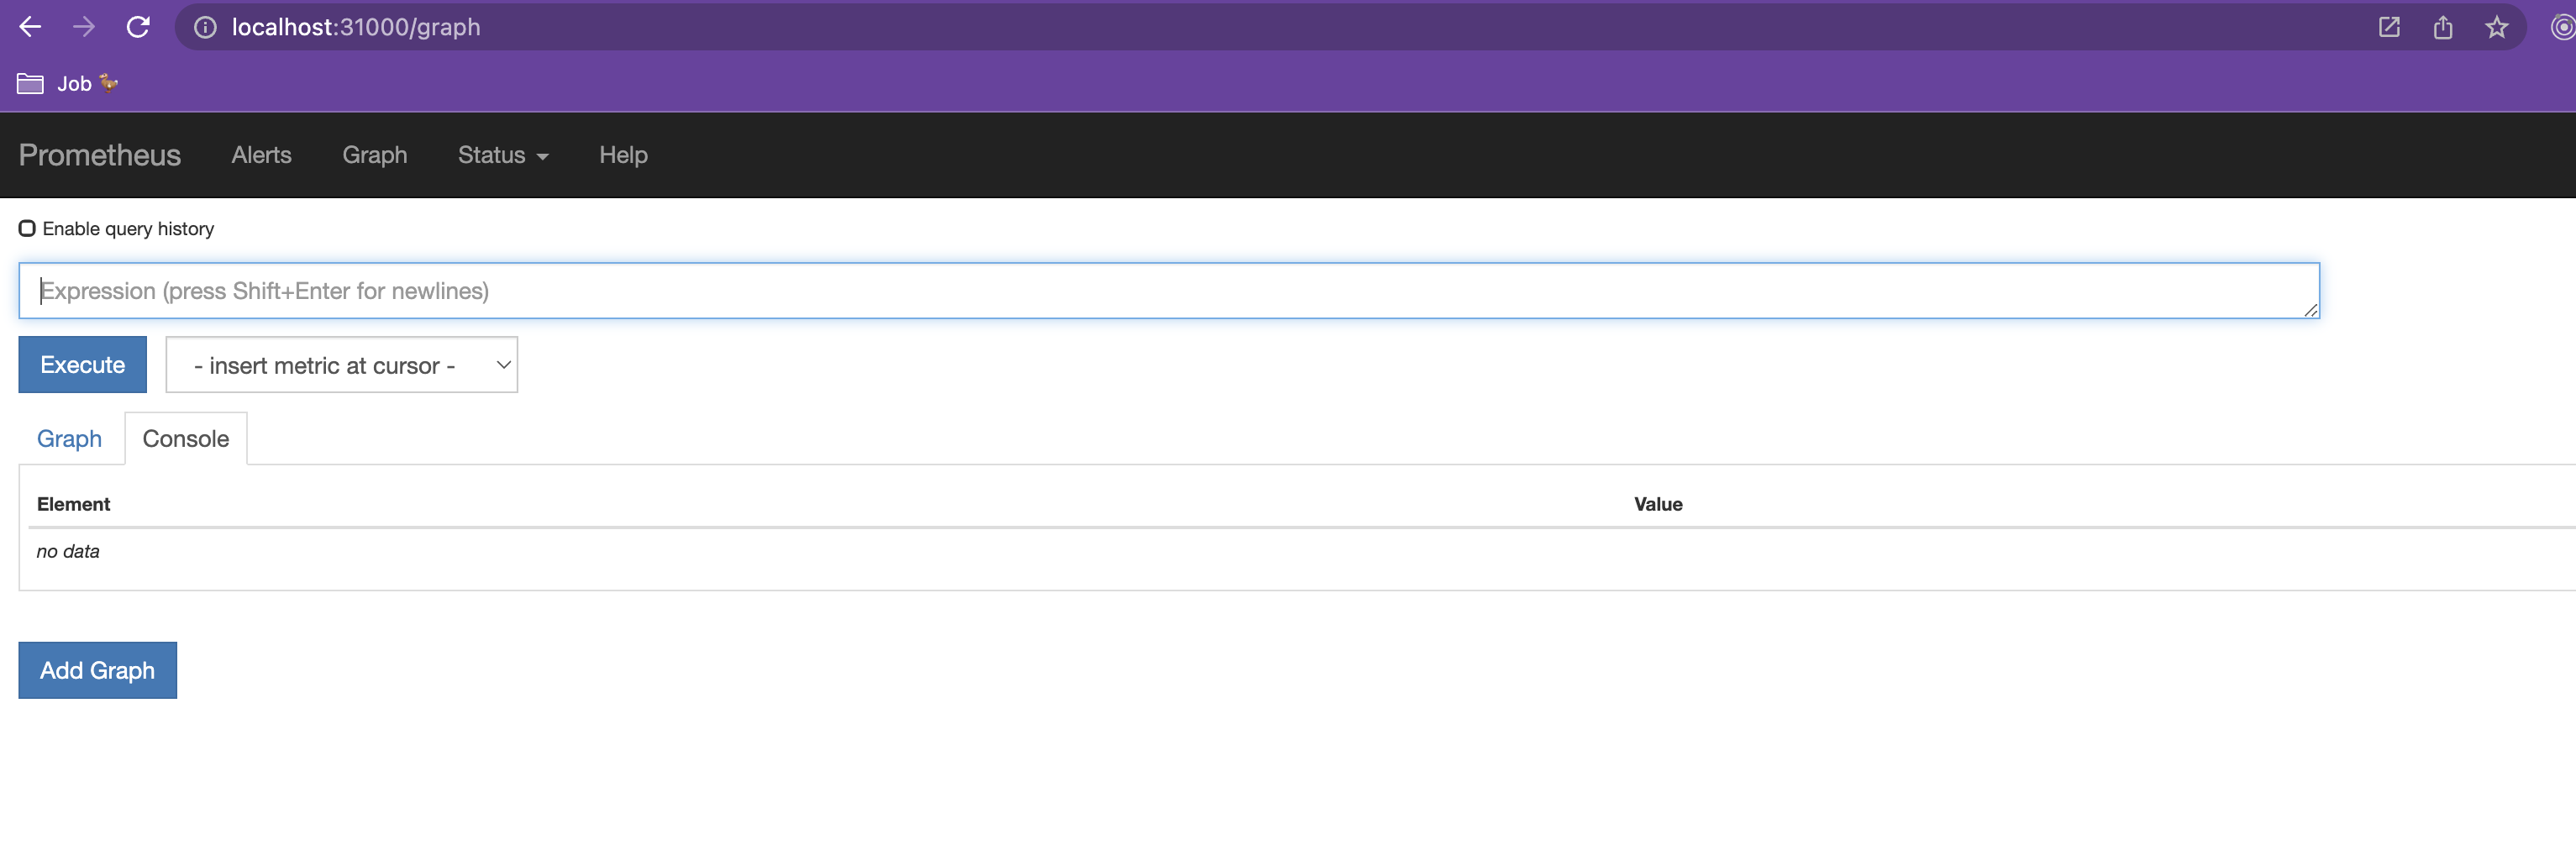 localhost:31000/graph
Job
Prometheus Alerts Graph Status Help
Enable query history
Expression (press Shift+Enter for newlines)
Execute - insert metric at cursor -
Graph Console
Element Value
no data
Add Graph